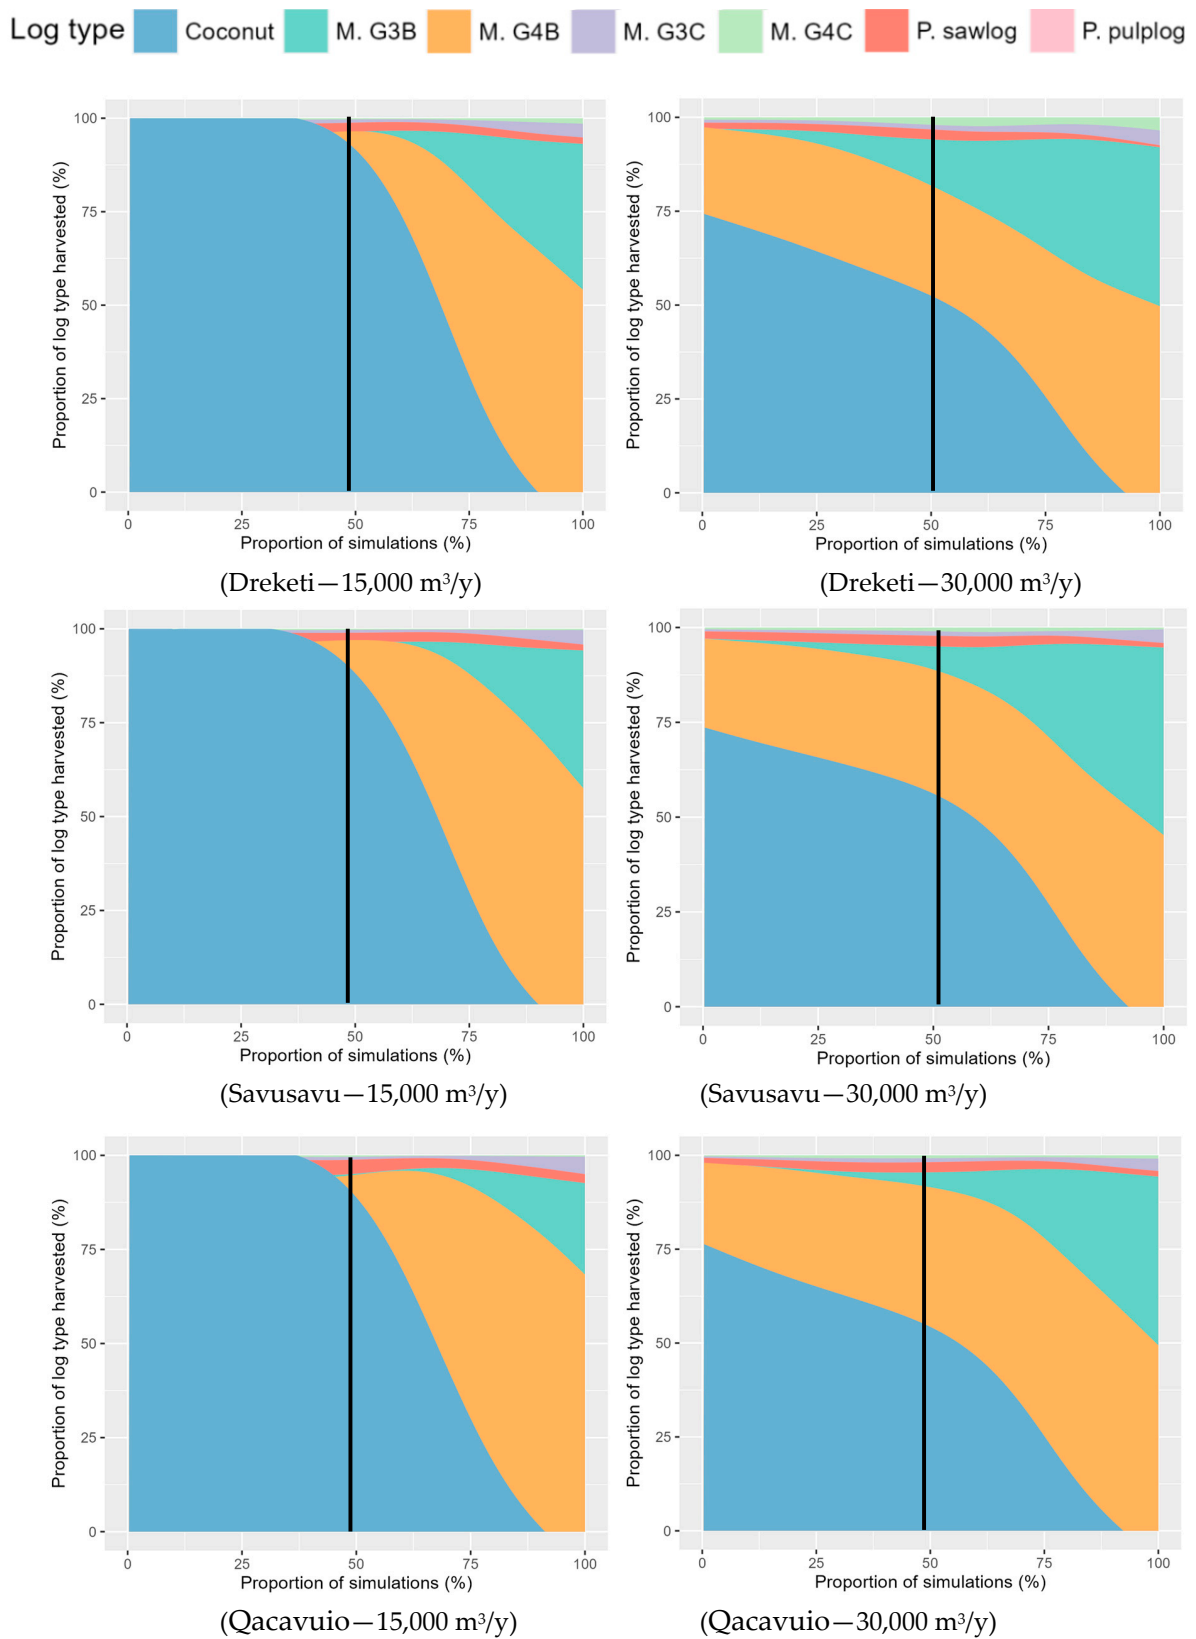 Log type Coconut M. G3B M. G4B M. G3C M. G4C P. sawlog P. pulplog
Proportion of log type harvested (%)
100
75
50
25
0
0 25 50 75 100
Proportion of simulations (%)
(Dreketi—15,000 m³/y)
Proportion of log type harvested (%)
100
75
50
25
0
0 25 50 75 100
Proportion of simulations (%)
(Dreketi—30,000 m³/y)
Proportion of log type harvested (%)
100
75
50
25
0
0 25 50 75 100
Proportion of simulations (%)
(Savusavu—15,000 m³/y)
Proportion of log type harvested (%)
100
75
50
25
0
0 25 50 75 100
Proportion of simulations (%)
(Savusavu—30,000 m³/y)
Proportion of log type harvested (%)
100
75
50
25
0
0 25 50 75 100
Proportion of simulations (%)
(Qacavuio—15,000 m³/y)
Proportion of log type harvested (%)
100
75
50
25
0
0 25 50 75 100
Proportion of simulations (%)
(Qacavuio—30,000 m³/y)